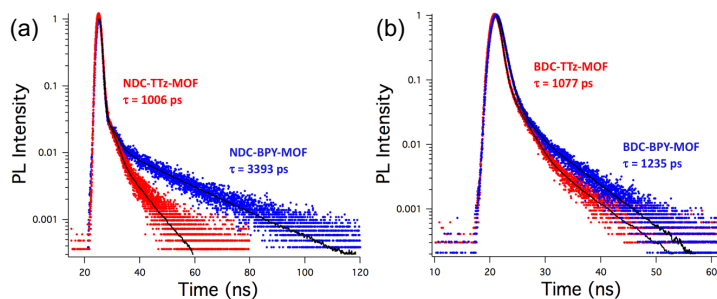 (a)
PL Intensity
1
0.1
0.01
0.001
NDC-TTz-MOF
τ = 1006 ps
NDC-BPY-MOF
τ = 3393 ps
20 40 60 80 100 120
Time (ns)
(b)
PL Intensity
1
0.1
0.01
0.001
BDC-TTz-MOF
τ = 1077 ps
BDC-BPY-MOF
τ = 1235 ps
10 20 30 40 50 60
Time (ns)